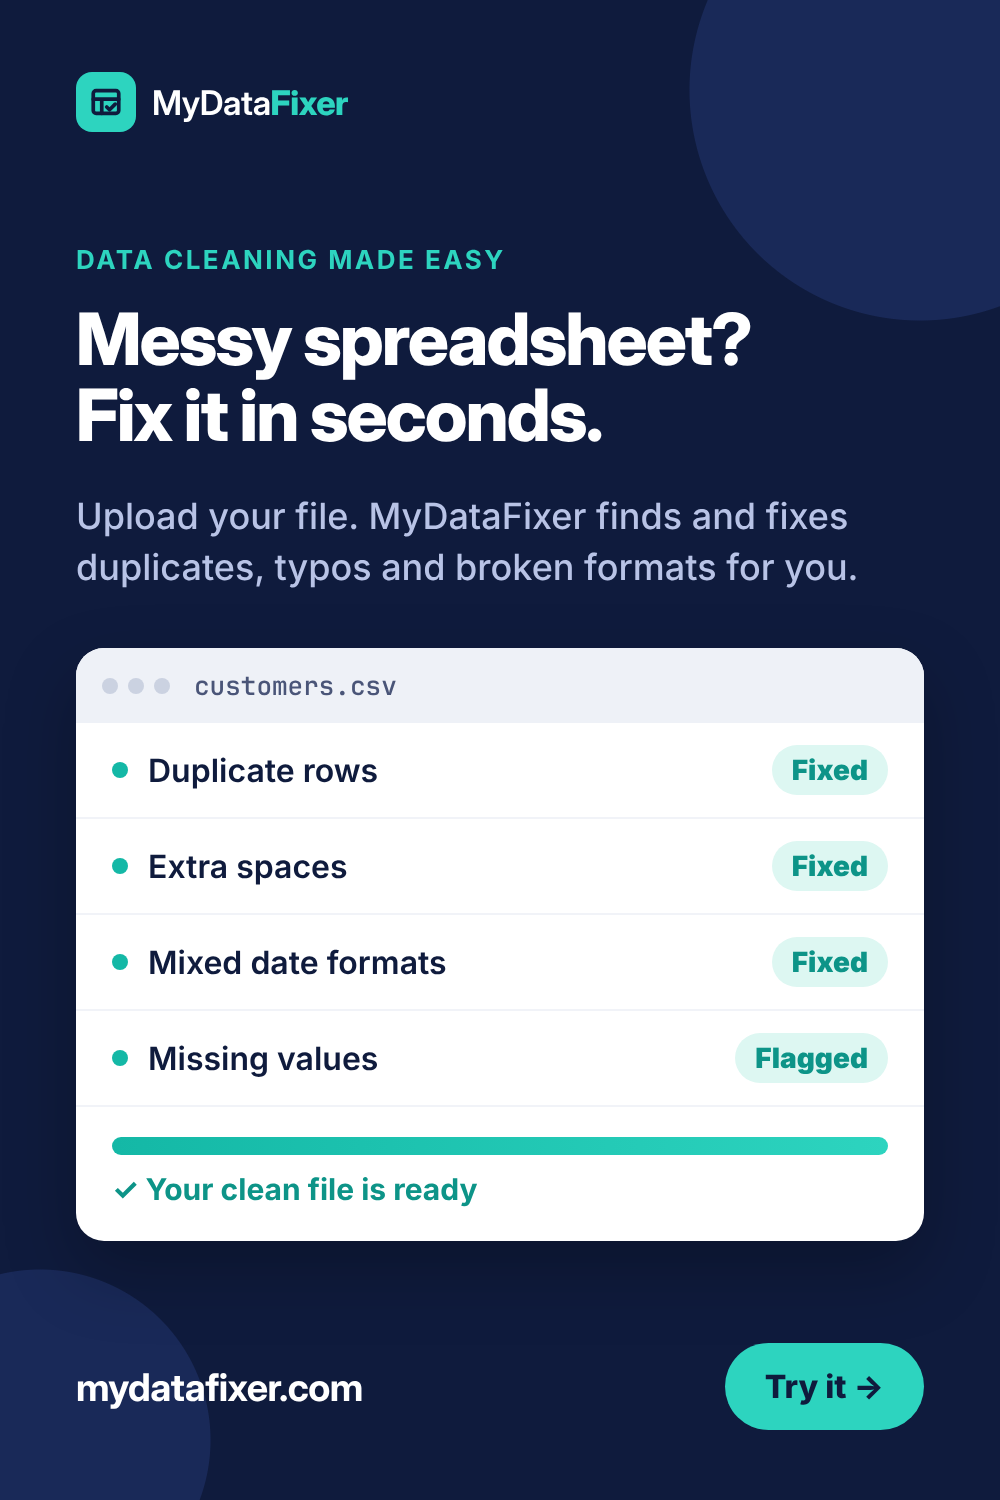 MyDataFixer
DATA CLEANING MADE EASY
Messy spreadsheet?
Fix it in seconds.
Upload your file. MyDataFixer finds and fixes
duplicates, typos and broken formats for you.
customers.csv
Duplicate rows Fixed
Extra spaces Fixed
Mixed date formats Fixed
Missing values Flagged
✓ Your clean file is ready
mydatafixer.com
Try it →